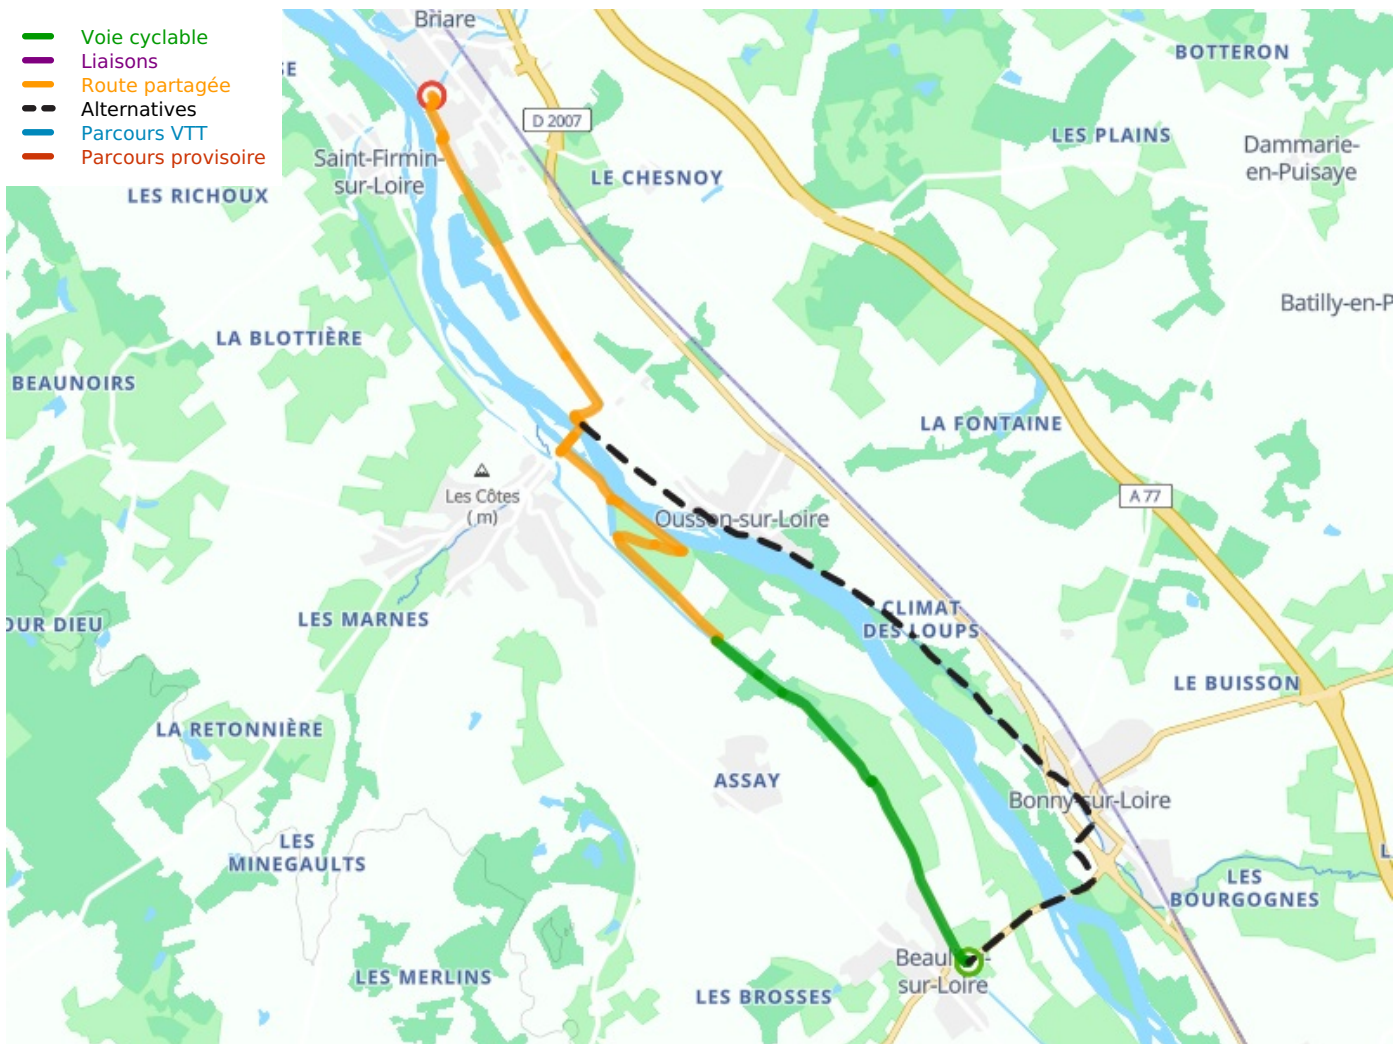 Briare
Voie cyclable
Liaisons
Route partagée
Alternatives
Parcours VTT
Parcours provisoire
SE
BOTTERON
D 2007
LES PLAINS
Dammarie-
en-Puisaye
Saint-Firmin-
sur-Loire
LE CHESNOY
LES RICHOUX
Batilly-en-P
LA BLOTTIÈRE
BEAUNOIRS
LA FONTAINE
Les Côtes
( m)
A 77
Ousson-sur-Loire
CLIMAT
DES LOUPS
OUR DIEU
LES MARNES
LE BUISSON
LA RETONNIÈRE
ASSAY
Bonny-sur-Loire
LES
MINEGAULTS
L
LES
BOURGOGNES
Beaul
-
sur-Loire
LES MERLINS
LES BROSSES